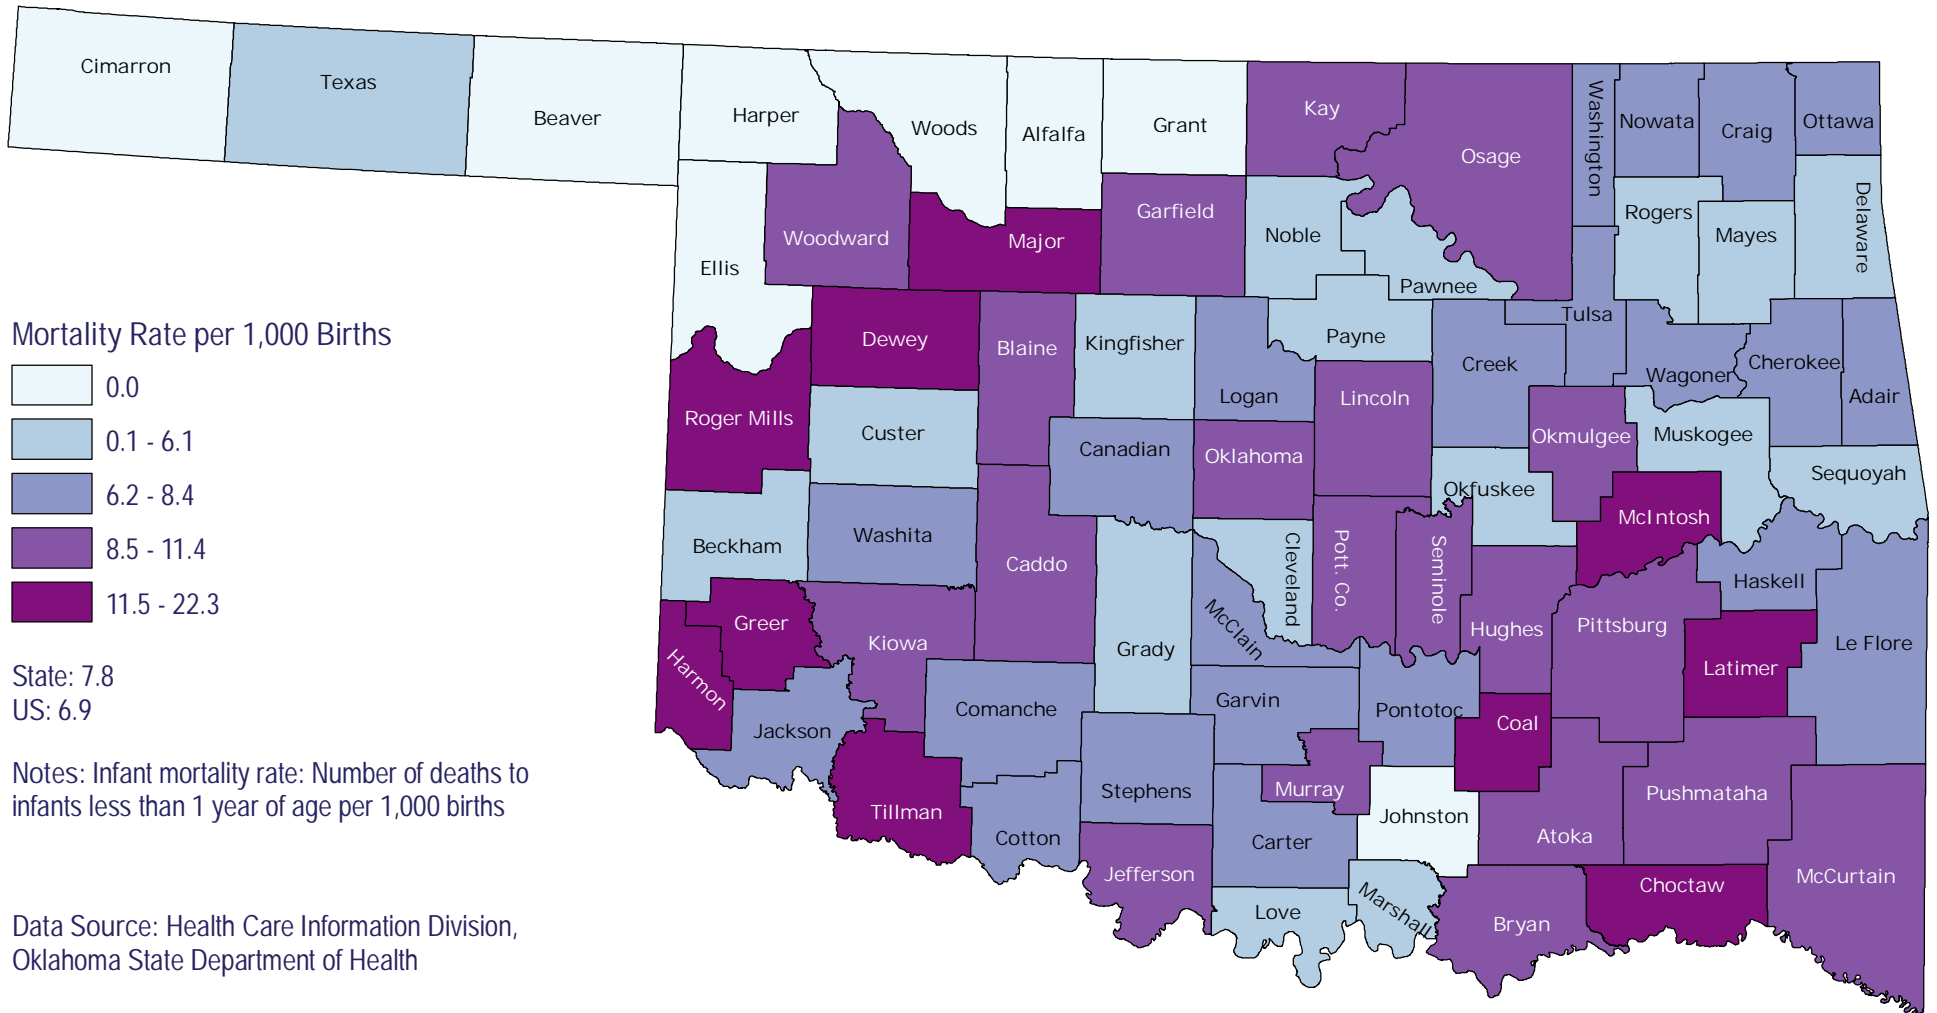 Cimarron
Texas
Beaver
Harper
Woods
Alfalfa
Grant
Kay
Osage
Washington
Nowata
Craig
Ottawa
Delaware
Rogers
Mayes
Woodward
Major
Garfield
Noble
Pawnee
Ellis
Mortality Rate per 1,000 Births
0.0
0.1 - 6.1
6.2 - 8.4
8.5 - 11.4
11.5 - 22.3
State: 7.8
US: 6.9
Notes: Infant mortality rate: Number of deaths to
infants less than 1 year of age per 1,000 births
Data Source: Health Care Information Division,
Oklahoma State Department of Health
Dewey
Blaine
Kingfisher
Logan
Payne
Tulsa
Creek
Wagoner
Cherokee
Adair
Roger Mills
Custer
Canadian
Oklahoma
Lincoln
Okmulgee
Muskogee
Sequoyah
Okfuskee
McIntosh
Beckham
Washita
Caddo
Cleveland
Pott. Co.
Seminole
Haskell
Greer
Kiowa
Grady
McClain
Hughes
Pittsburg
Le Flore
Harmon
Latimer
Jackson
Comanche
Garvin
Pontotoc
Coal
Tillman
Stephens
Murray
Pushmataha
Cotton
Carter
Johnston
Atoka
Jefferson
Love
Marshall
Bryan
Choctaw
McCurtain